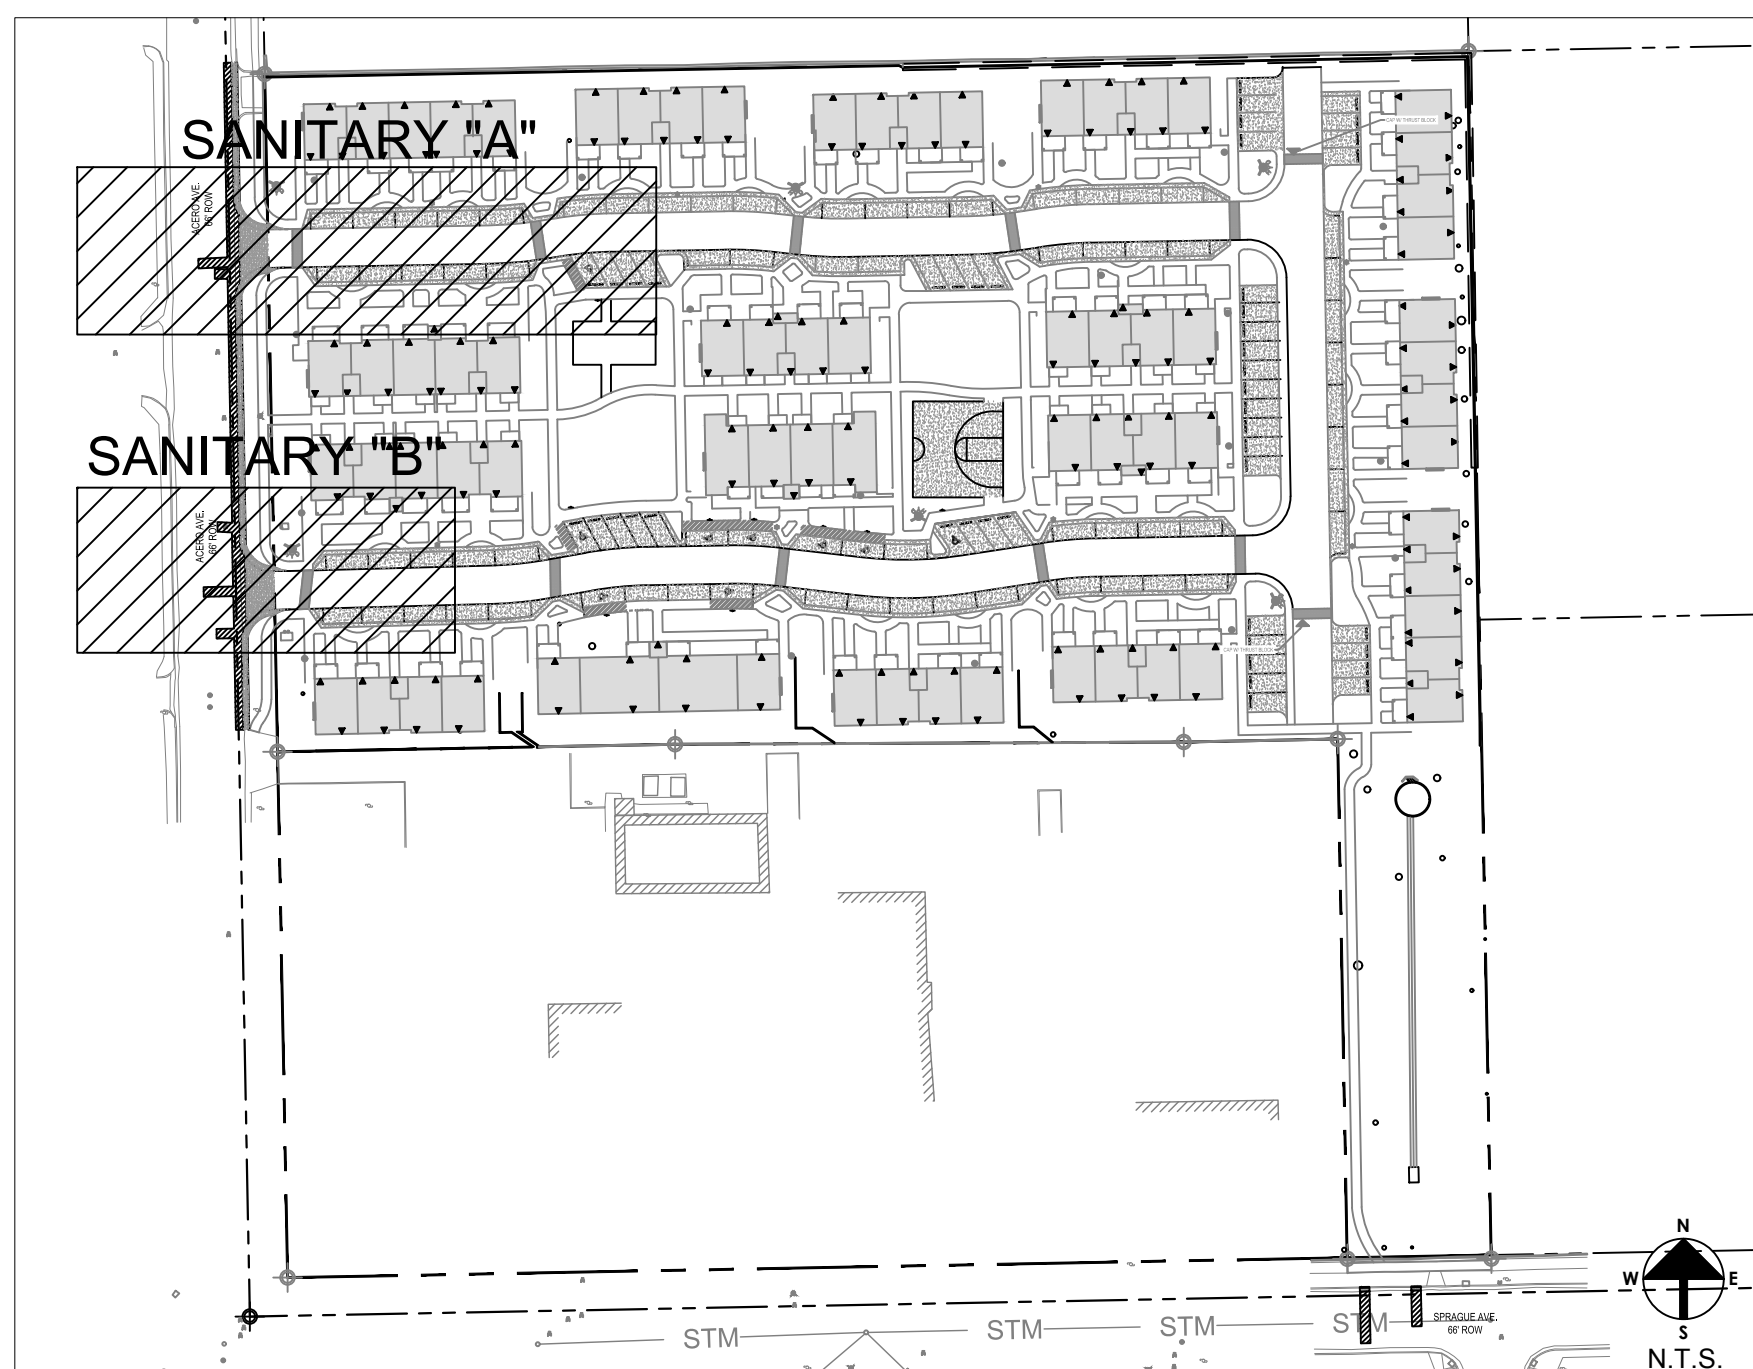 CAP W/ THRUST BLOCK
SANITARY "A"
ACERO AVE.
66' ROW
SANITARY "B"
ACERO AVE.
66' ROW
CAP W/ THRUST BLOCK
N
W
E
S
N.T.S.
SPRAGUE AVE.
66' ROW
STM
STM
STM
STM